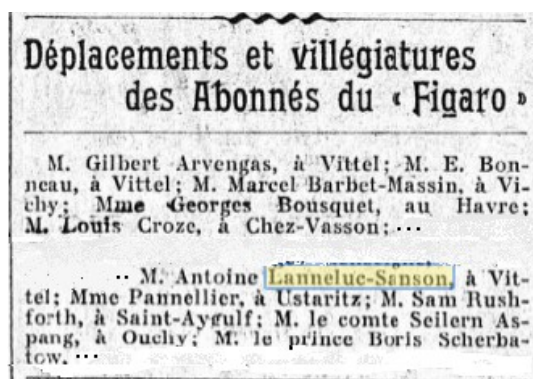 Déplacements et villégiatures
des Abonnés du « Figaro »
M. Gilbert Arvengas, à Vittel; M. E. Bon-
neau, à Vittel; M. Marcel Barbet-Massin, à Vi-
chy; Mme Georges Bousquet, au Havre;
M. Louis Croze, à Chez-Vasson; ...
.. M. Antoine Lanneluc-Sanson, à Vit-
tel; Mme Pannellier, à Ustaritz; M. Sam Rush-
forth, à Saint-Aygulf; M. le comte Seilern As-
pang, à Ouchy; M. le prince Boris Scherba-
tow. ...